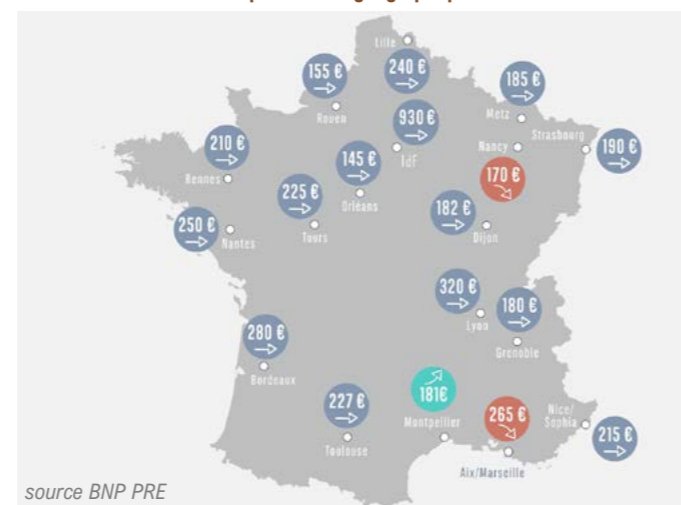 Lille
155 €
240 €
185 €
Rouen
Metz
930 €
Strasbourg
Nancy
IdF
210 €
145 €
190 €
Rennes
170 €
Orléans
225 €
182 €
250 €
Tours
Dijon
Nantes
320 €
180 €
Lyon
280 €
Grenoble
Bordeaux
181€
227 €
Montpellier
265 €
Nice/
Sophia
215 €
Toulouse
Aix/Marseille
source BNP PRE